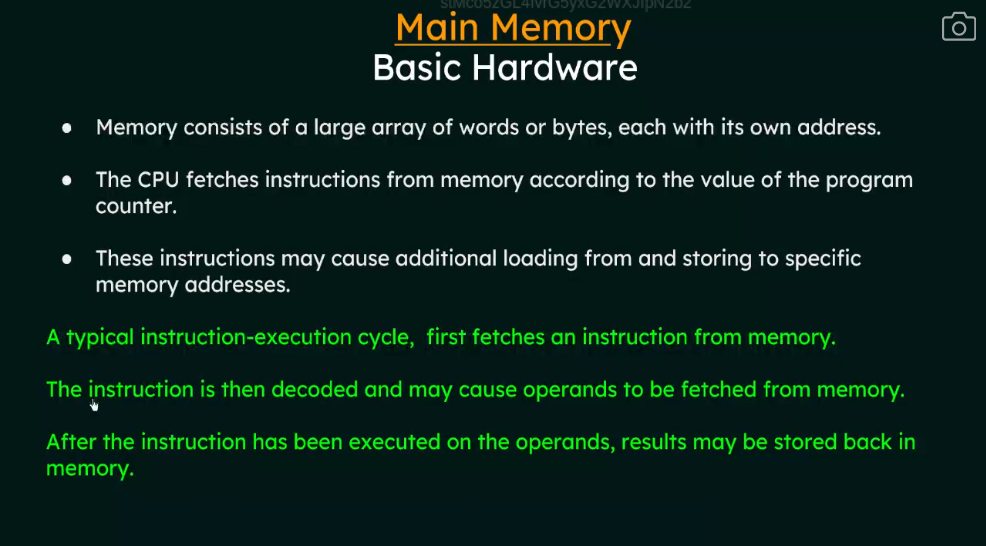 Main Memory
Basic Hardware
● Memory consists of a large array of words or bytes, each with its own address.
● The CPU fetches instructions from memory according to the value of the program
counter.
● These instructions may cause additional loading from and storing to specific
memory addresses.
A typical instruction-execution cycle,  first fetches an instruction from memory.
The instruction is then decoded and may cause operands to be fetched from memory.
After the instruction has been executed on the operands, results may be stored back in
memory.